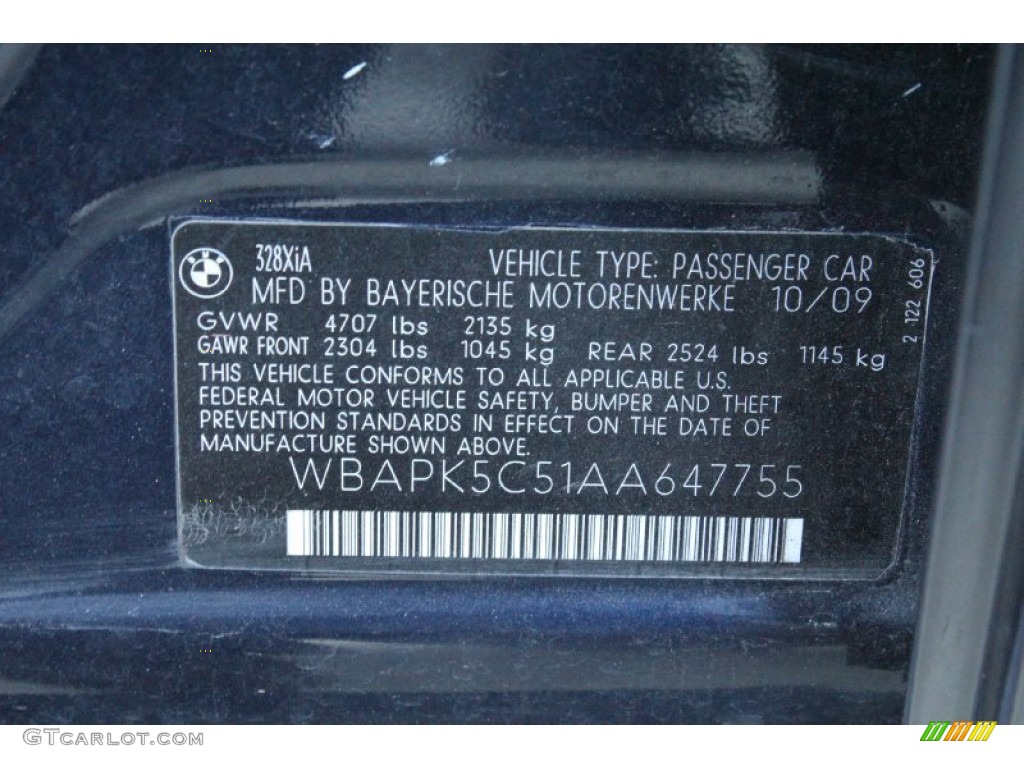 BMW
328XiA
VEHICLE TYPE: PASSENGER CAR
MFD BY BAYERISCHE MOTORENWERKE 10/09
GVWR 4707 lbs 2135 kg
GAWR FRONT 2304 lbs 1045 kg REAR 2524 lbs 1145 kg
THIS VEHICLE CONFORMS TO ALL APPLICABLE U.S.
FEDERAL MOTOR VEHICLE SAFETY, BUMPER AND THEFT
PREVENTION STANDARDS IN EFFECT ON THE DATE OF
MANUFACTURE SHOWN ABOVE.
WBAPK5C51AA647755
2 122 606
GTCarLot.com